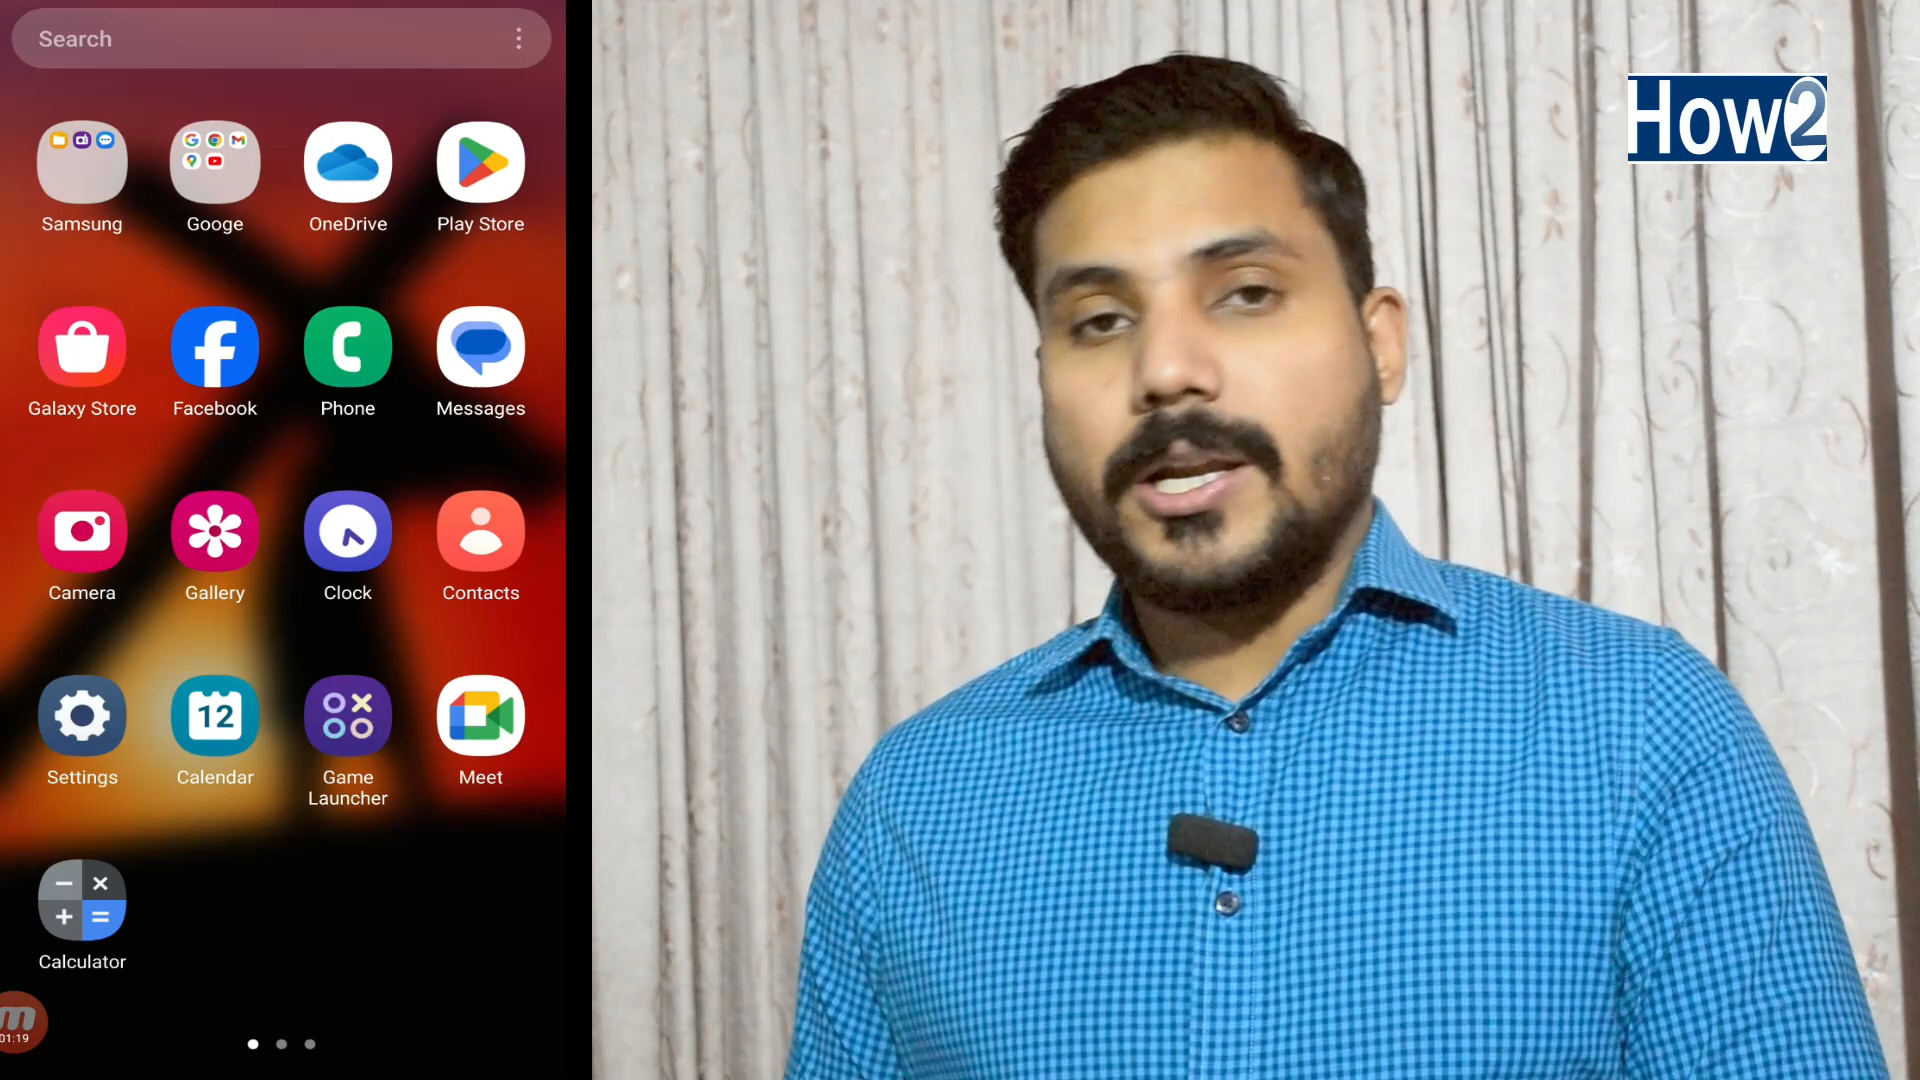 Search
How2
Samsung
Googe
OneDrive
Play Store
Galaxy Store
Facebook
Phone
Messages
Camera
Gallery
Clock
Contacts
12
Settings
Calendar
Game
Launcher
Meet
Calculator
m
01:19